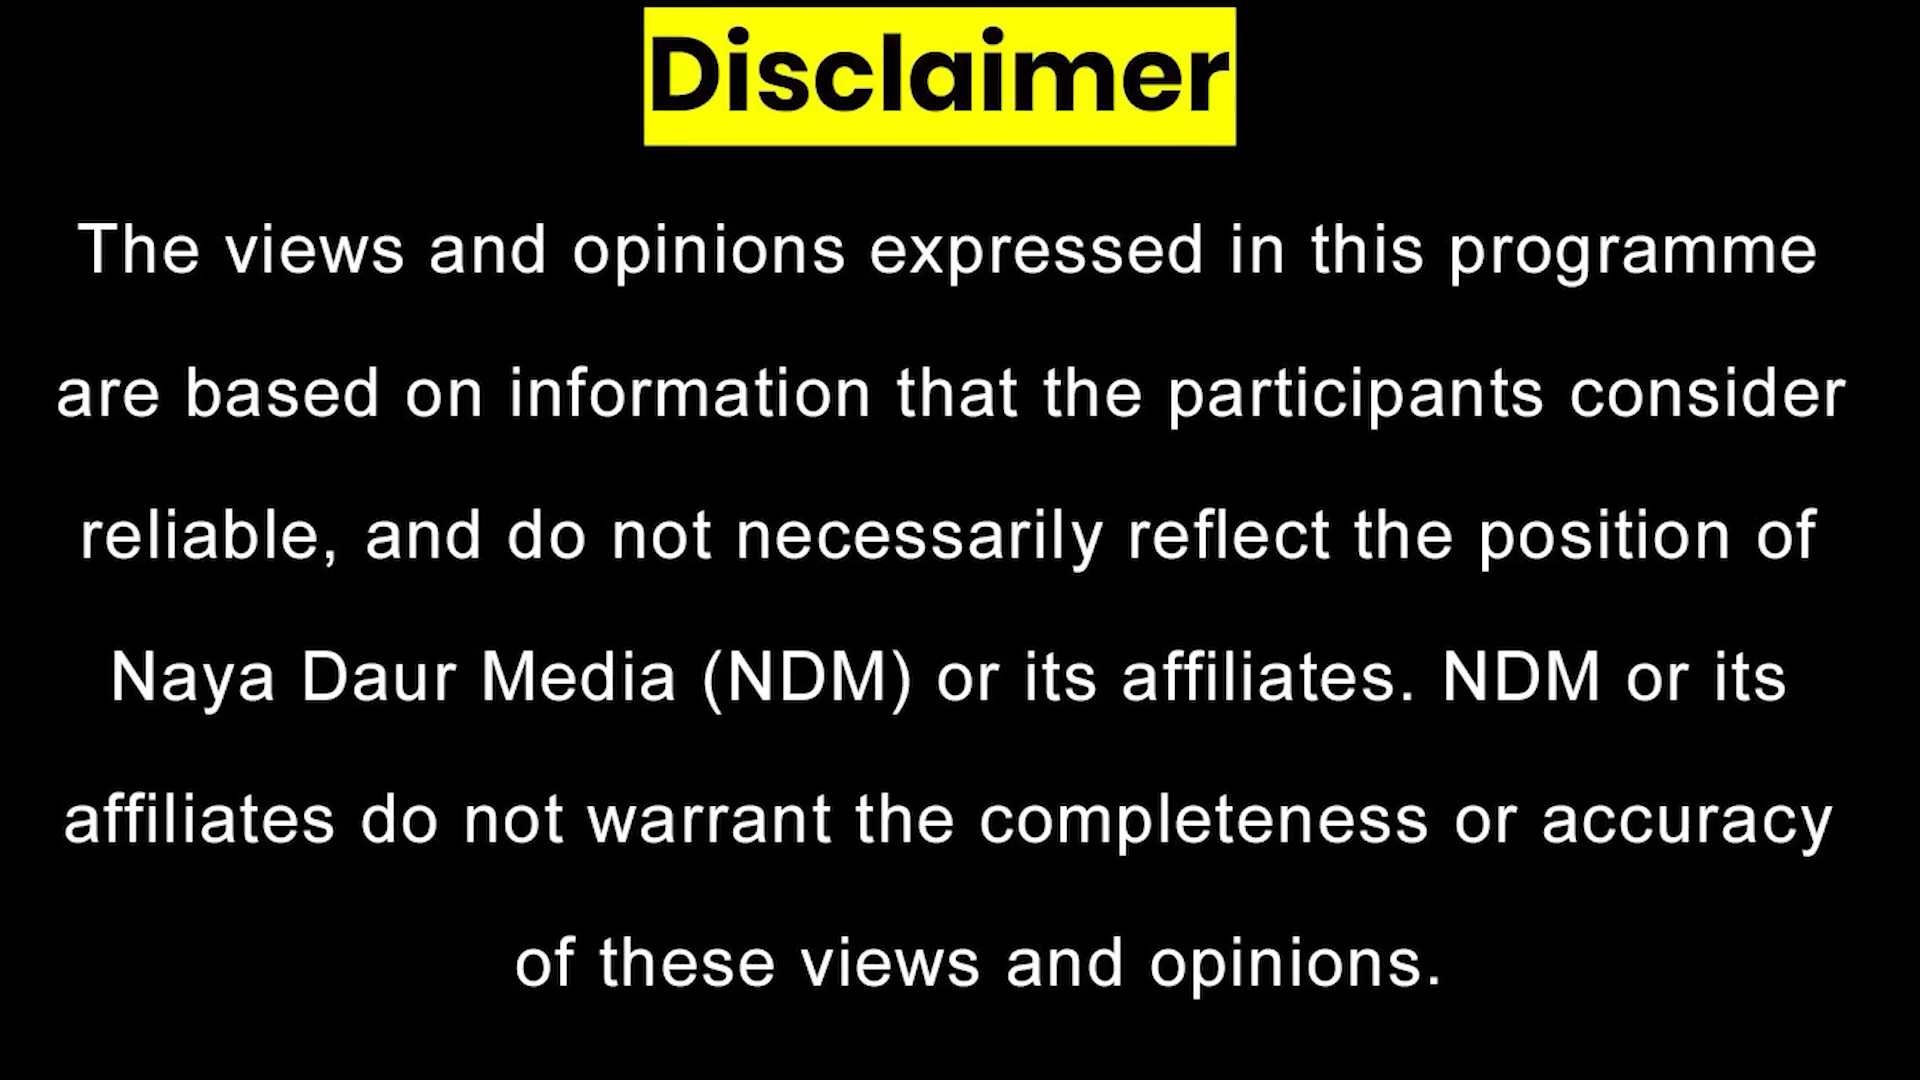 Disclaimer
The views and opinions expressed in this programme
are based on information that the participants consider
reliable, and do not necessarily reflect the position of
Naya Daur Media (NDM) or its affiliates. NDM or its
affiliates do not warrant the completeness or accuracy
of these views and opinions.